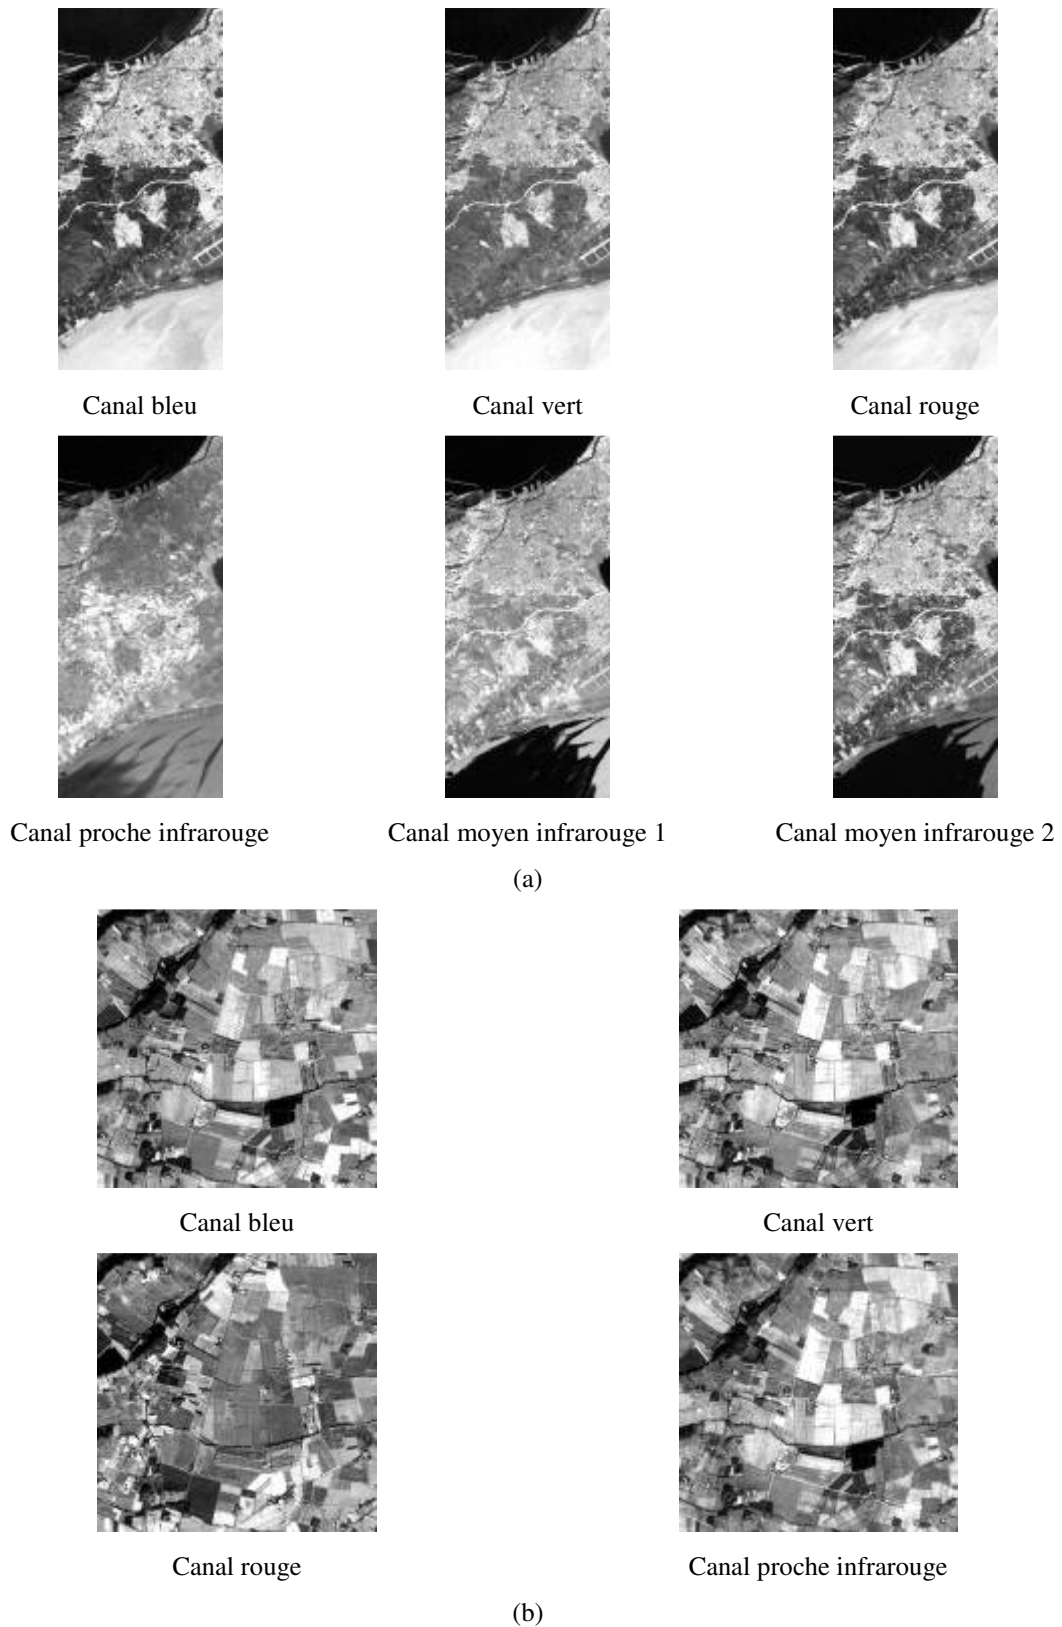 Canal bleu
Canal vert
Canal rouge
Canal proche infrarouge
Canal moyen infrarouge 1
Canal moyen infrarouge 2
(a)
Canal bleu
Canal vert
Canal rouge
Canal proche infrarouge
(b)